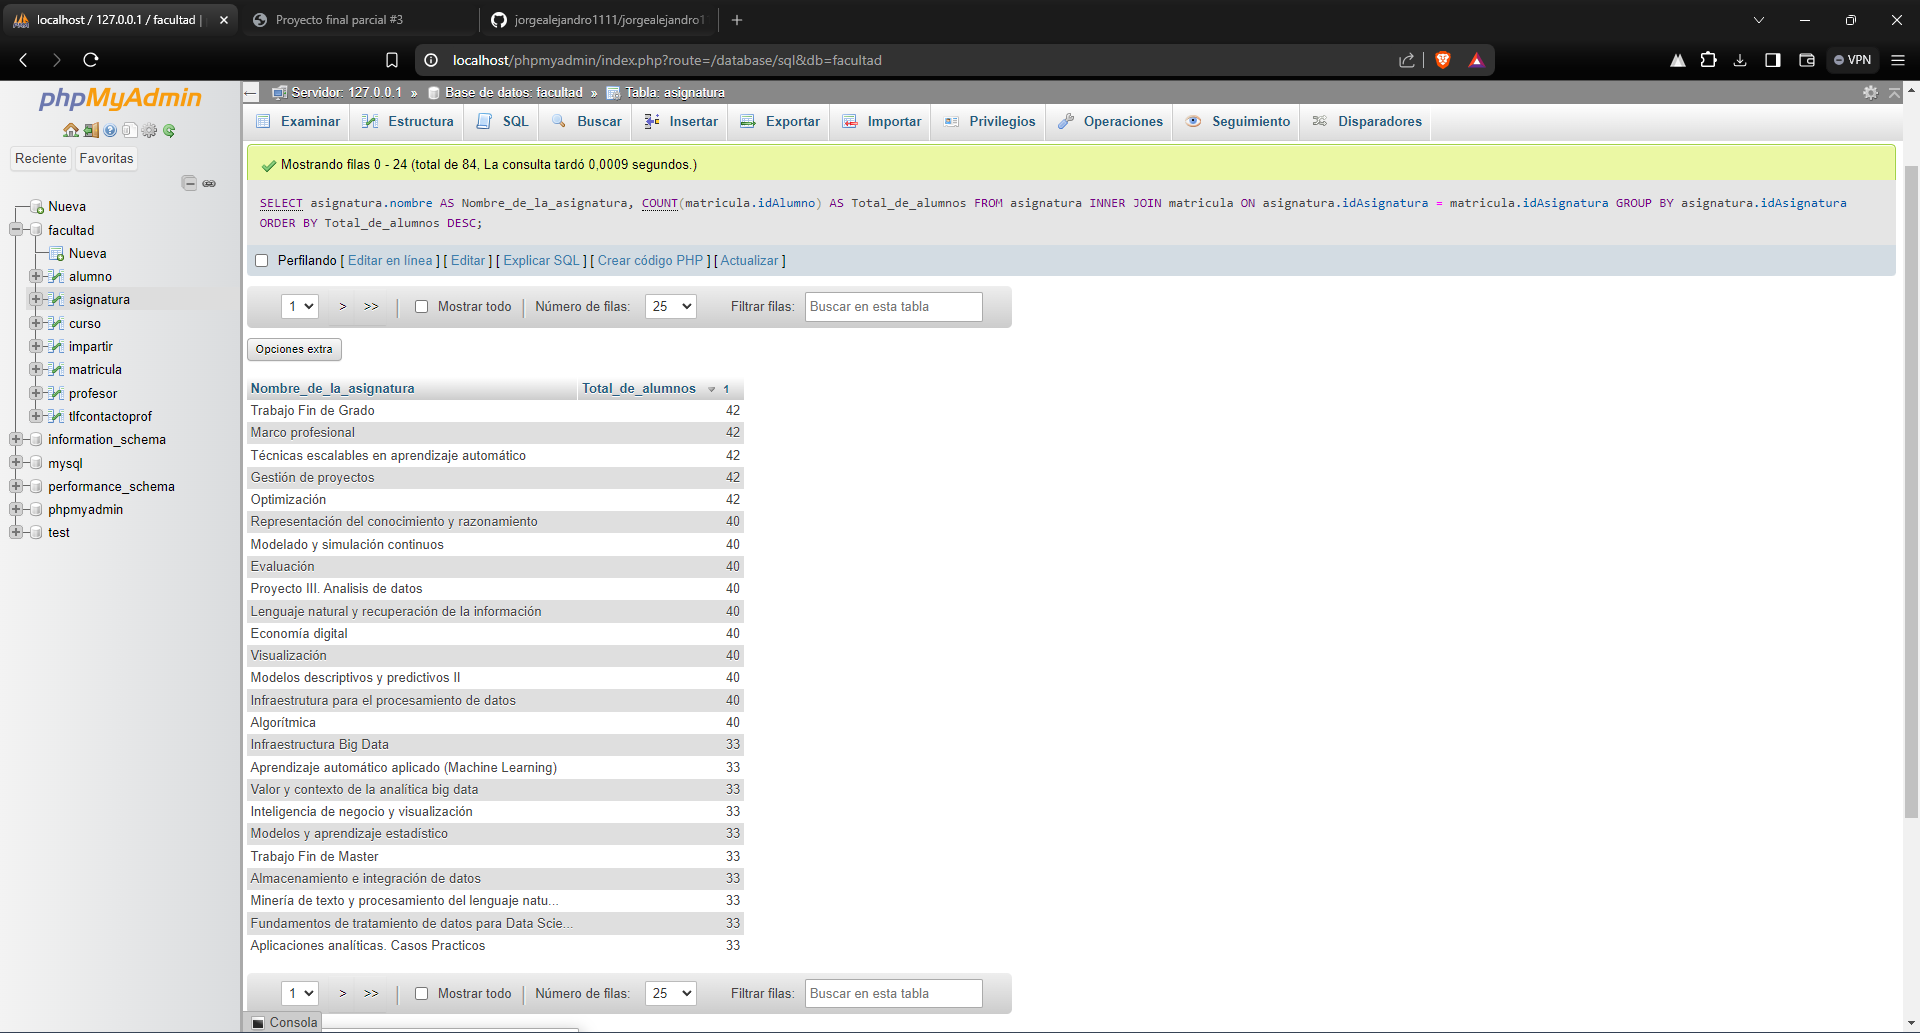 localhost / 127.0.0.1 / facultad |
Proyecto final parcial #3
jorgealejandro1111/jorgealejandro1
localhost/phpmyadmin/index.php?route=/database/sql&db=facultad
VPN
phpMyAdmin
Reciente
Favoritas
Nueva
facultad
Nueva
alumno
asignatura
curso
impartir
matricula
profesor
tlfcontactoprof
information_schema
mysql
performance_schema
phpmyadmin
test
Servidor: 127.0.0.1 » Base de datos: facultad » Tabla: asignatura
Examinar Estructura SQL Buscar Insertar Exportar Importar Privilegios Operaciones Seguimiento Disparadores
Mostrando filas 0 - 24 (total de 84, La consulta tardó 0,0009 segundos.)
SELECT asignatura.nombre AS Nombre_de_la_asignatura, COUNT(matricula.idAlumno) AS Total_de_alumnos FROM asignatura INNER JOIN matricula ON asignatura.idAsignatura = matricula.idAsignatura GROUP BY asignatura.idAsignatura
ORDER BY Total_de_alumnos DESC;
Perfilando [ Editar en línea ] [ Editar ] [ Explicar SQL ] [ Crear código PHP ] [ Actualizar ]
1 > >> | Mostrar todo | Número de filas: 25 Filtrar filas: Buscar en esta tabla
Opciones extra
Nombre_de_la_asignatura Total_de_alumnos 1
Trabajo Fin de Grado 42
Marco profesional 42
Técnicas escalables en aprendizaje automático 42
Gestión de proyectos 42
Optimización 42
Representación del conocimiento y razonamiento 40
Modelado y simulación continuos 40
Evaluación 40
Proyecto III. Analisis de datos 40
Lenguaje natural y recuperación de la información 40
Economía digital 40
Visualización 40
Modelos descriptivos y predictivos II 40
Infraestrutura para el procesamiento de datos 40
Algorítmica 40
Infraestructura Big Data 33
Aprendizaje automático aplicado (Machine Learning) 33
Valor y contexto de la analítica big data 33
Inteligencia de negocio y visualización 33
Modelos y aprendizaje estadístico 33
Trabajo Fin de Master 33
Almacenamiento e integración de datos 33
Minería de texto y procesamiento del lenguaje natu... 33
Fundamentos de tratamiento de datos para Data Scie... 33
Aplicaciones analíticas. Casos Practicos 33
1 > >> | Mostrar todo | Número de filas: 25 Filtrar filas: Buscar en esta tabla
Consola